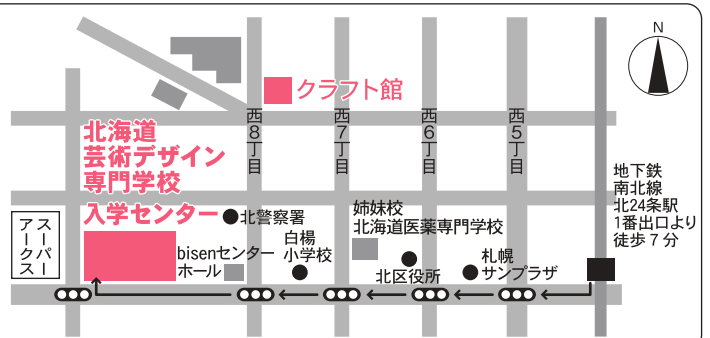 N
クラフト館
西8丁目
西7丁目
西6丁目
西5丁目
北海道
芸術デザイン
専門学校
入学センター
北警察署
bisenセンター
ホール
白楊
小学校
姉妹校
北海道医薬専門学校
北区役所
札幌
サンプラザ
地下鉄
南北線
北24条駅
1番出口より
徒歩7分
スーパー
アークス